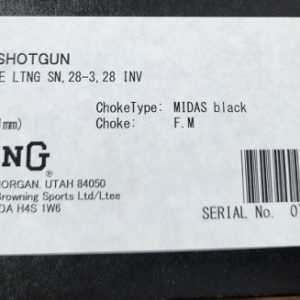 SHOTGUN
E LTNG SN, 28-3, 28 INV
ChokeType: MIDAS black
mm) Choke: F.M
NG®
MORGAN. UTAH 84050
Browning Sports Ltd/Ltee
DA H4S 1W6
SERIAL No. 0